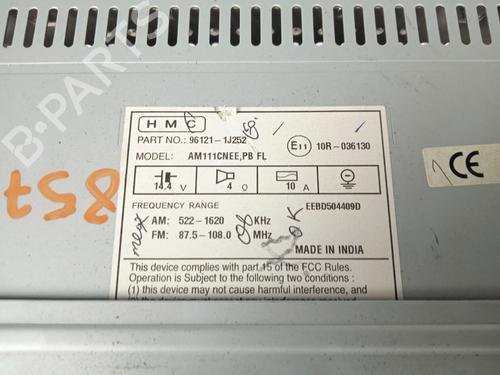 B-PARTS
HMC
PART NO.: 96121-1J252
E11 10R-036130
MODEL: AM111CNEE,PB FL
14.4 V 4 Ω 10 A
FREQUENCY RANGE EEBD504409D
AM: 522-1620 KHz
FM: 87.5-108.0 MHz
OK
MADE IN INDIA
This device complies with part 15 of the FCC Rules.
Operation is Subject to the following two conditions :
(1) this device may not cause harmful interference
CE
857